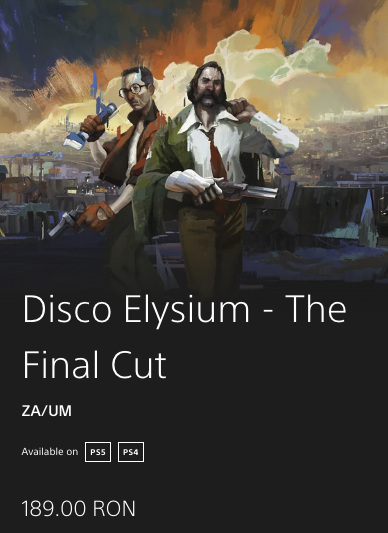 Disco Elysium - The
Final Cut
ZA/UM
Available on PS5 PS4
189.00 RON